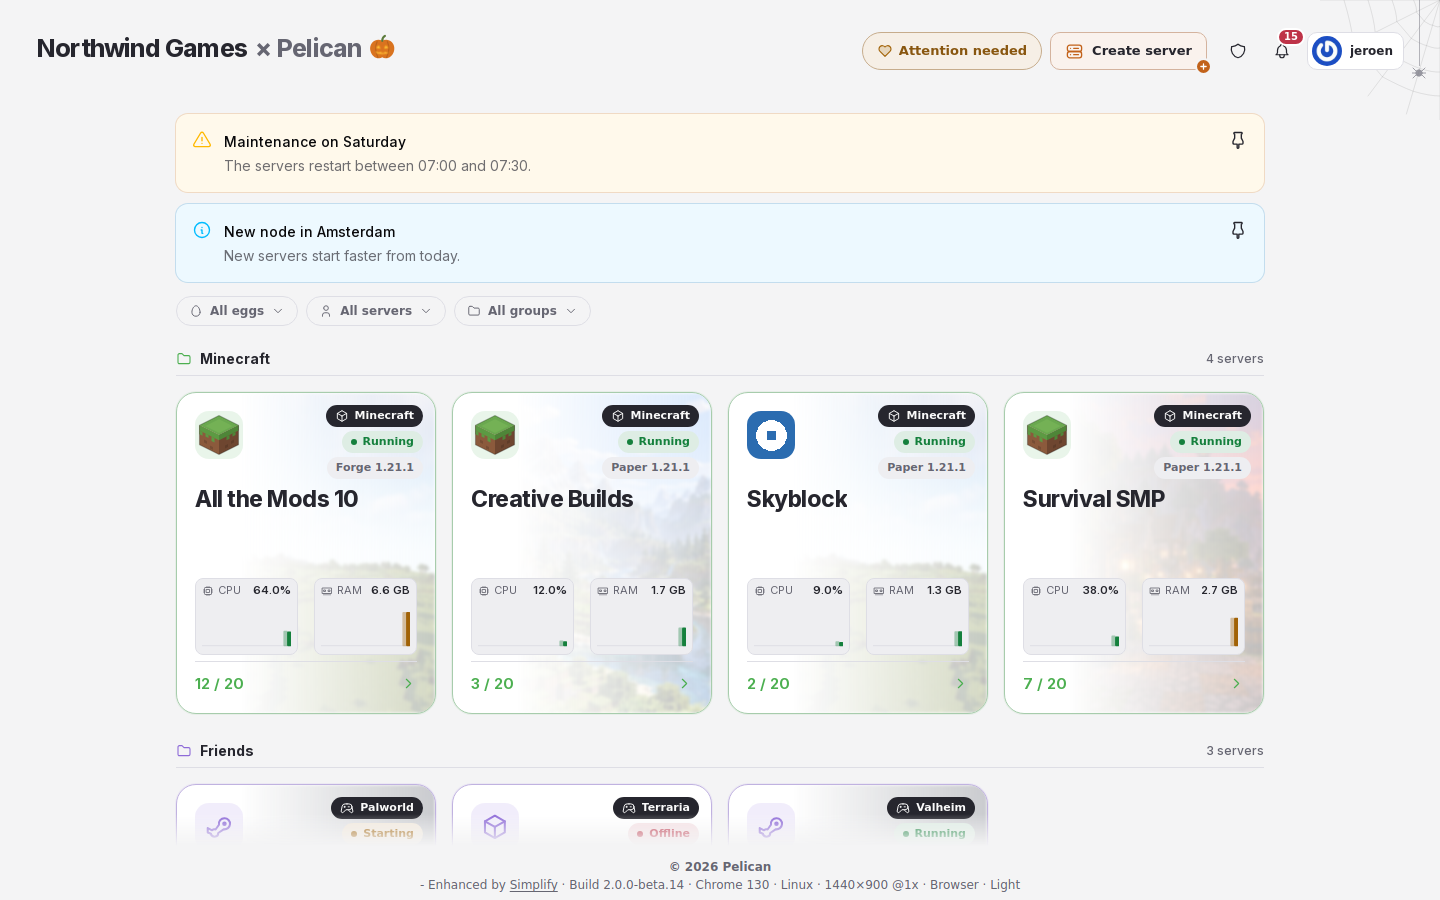 Northwind Games × Pelican 🎃
Attention needed
Create server
15
jeroen
Maintenance on Saturday
The servers restart between 07:00 and 07:30.
New node in Amsterdam
New servers start faster from today.
All eggs
All servers
All groups
Minecraft
4 servers
Minecraft
Running
Forge 1.21.1
All the Mods 10
CPU 64.0%
RAM 6.6 GB
12 / 20
Minecraft
Running
Paper 1.21.1
Creative Builds
CPU 12.0%
RAM 1.7 GB
3 / 20
Minecraft
Running
Paper 1.21.1
Skyblock
CPU 9.0%
RAM 1.3 GB
2 / 20
Minecraft
Running
Paper 1.21.1
Survival SMP
CPU 38.0%
RAM 2.7 GB
7 / 20
Friends
3 servers
Palworld
Starting
Terraria
Offline
Valheim
Running
© 2026 Pelican
- Enhanced by Simplify · Build 2.0.0-beta.14 · Chrome 130 · Linux · 1440×900 @1x · Browser · Light